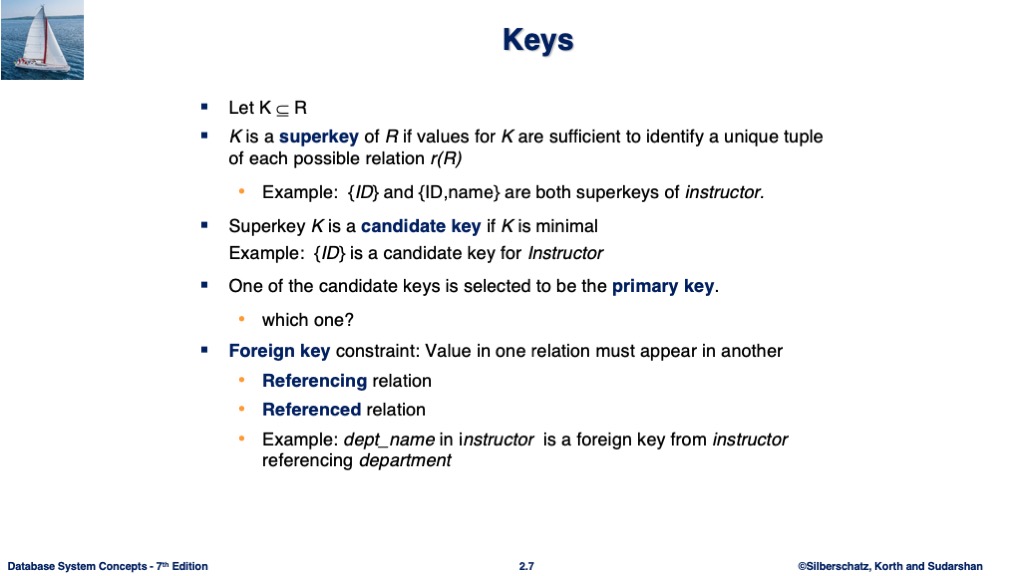 Keys
▪ Let K ⊆ R
▪ K is a superkey of R if values for K are sufficient to identify a unique tuple
of each possible relation r(R)
• Example: {ID} and {ID,name} are both superkeys of instructor.
▪ Superkey K is a candidate key if K is minimal
Example: {ID} is a candidate key for Instructor
▪ One of the candidate keys is selected to be the primary key.
• which one?
▪ Foreign key constraint: Value in one relation must appear in another
• Referencing relation
• Referenced relation
• Example: dept_name in instructor is a foreign key from instructor
referencing department
Database System Concepts - 7th Edition
2.7
©Silberschatz, Korth and Sudarshan